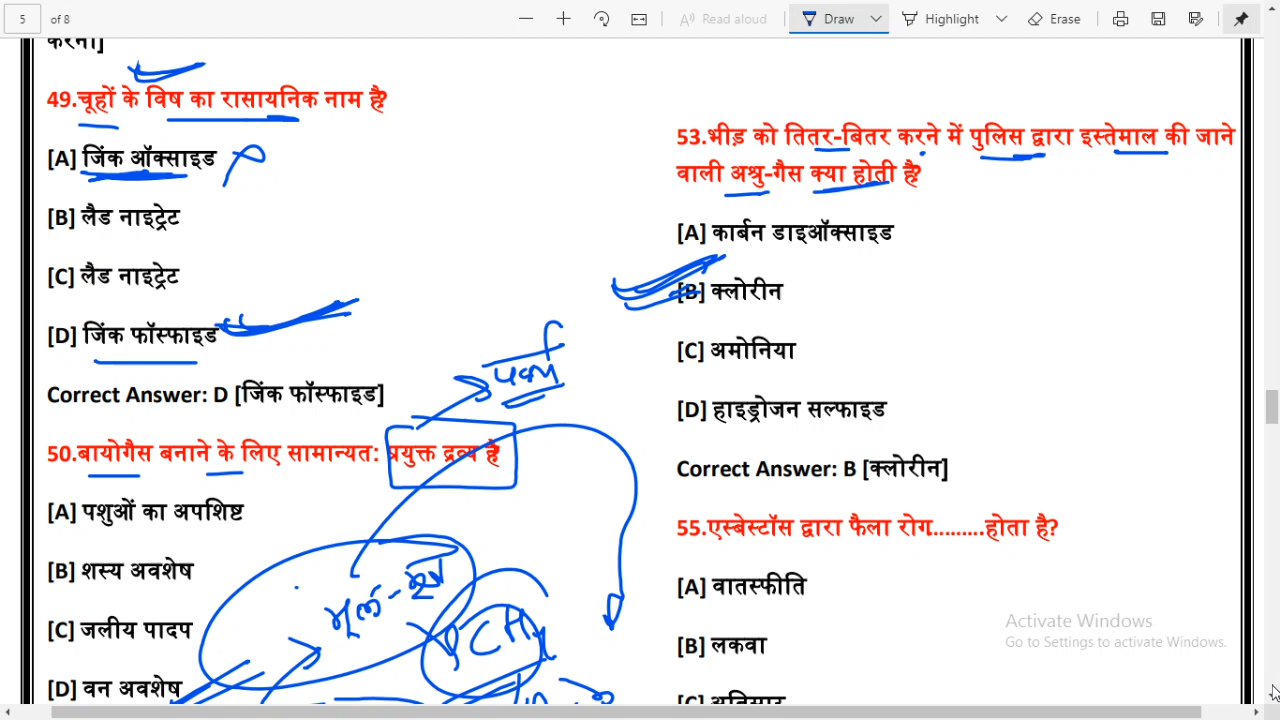 5 of 8 Read aloud Draw Highlight Erase
करना]
49.चूहों के विष का रासायनिक नाम है?
[A] जिंक ऑक्साइड
[B] लैड नाइट्रेट
[C] लैड नाइट्रेट
[D] जिंक फॉस्फाइड
Correct Answer: D [जिंक फॉस्फाइड]
50.बायोगैस बनाने के लिए सामान्यत: प्रयुक्त द्रव्य है
[A] पशुओं का अपशिष्ट
[B] शस्य अवशेष
[C] जलीय पादप
[D] वन अवशेष
53.भीड़ को तितर-बितर करने में पुलिस द्वारा इस्तेमाल की जाने
वाली अश्रु-गैस क्या होती है?
[A] कार्बन डाइऑक्साइड
[B] क्लोरीन
[C] अमोनिया
[D] हाइड्रोजन सल्फाइड
Correct Answer: B [क्लोरीन]
55.एस्बेस्टॉस द्वारा फैला रोग.........होता है?
[A] वातस्फीति
[B] लकवा
[C] अतिसार
Activate Windows
Go to Settings to activate Windows.